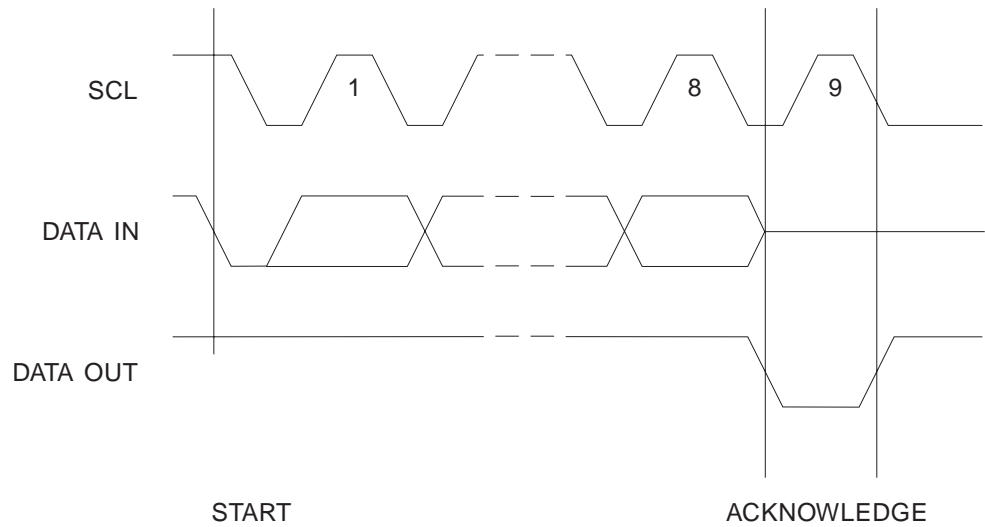 SCL
1
8
9
DATA IN
DATA OUT
START
ACKNOWLEDGE